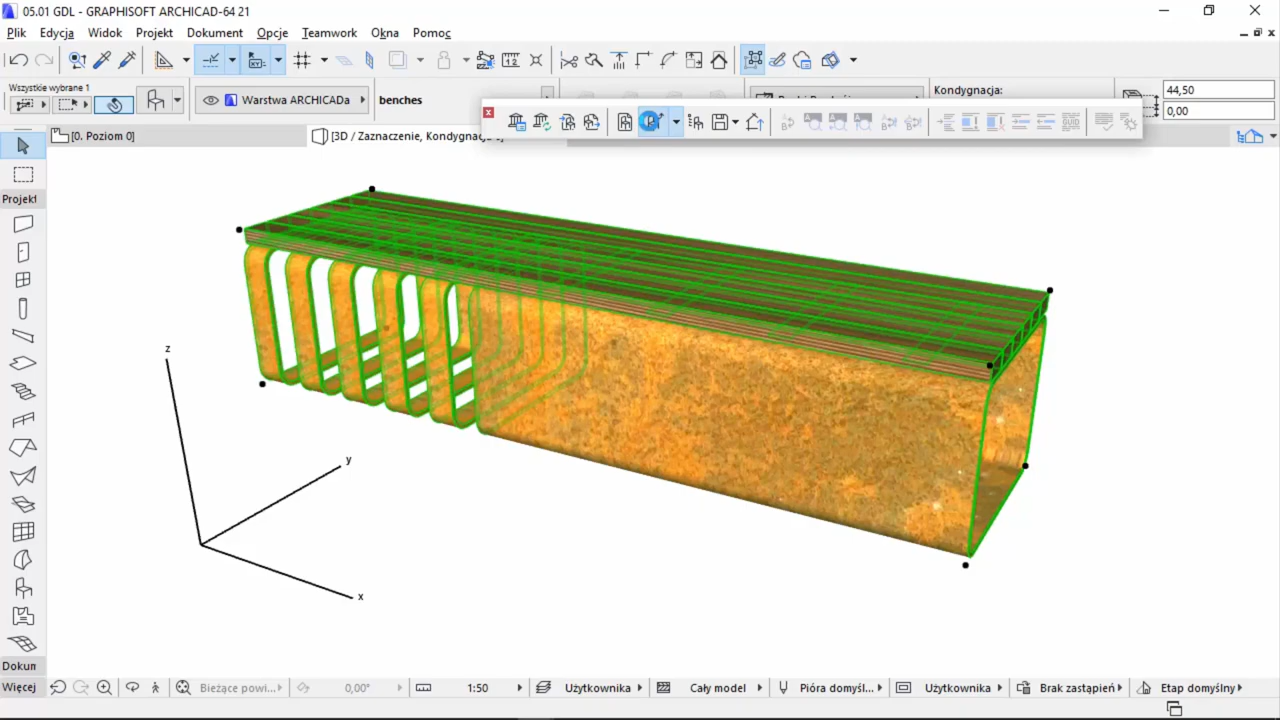 05.01 GDL - GRAPHISOFT ARCHICAD-64 21
Plik Edycja Widok Projekt Dokument Opcje Teamwork Okna Pomoc
Wszystkie wybrane 1
Warstwa ARCHICADa
benches
Kondygnacja:
44,50
0,00
[0. Poziom 0]
[3D / Zaznaczenie, Kondygnacja
Projekt
z
y
x
Dokum
Więcej
Bieżące powi...
0,00°
1:50
Użytkownika
Cały model
Pióra domyśl...
Użytkownika
Brak zastąpień
Etap domyślny